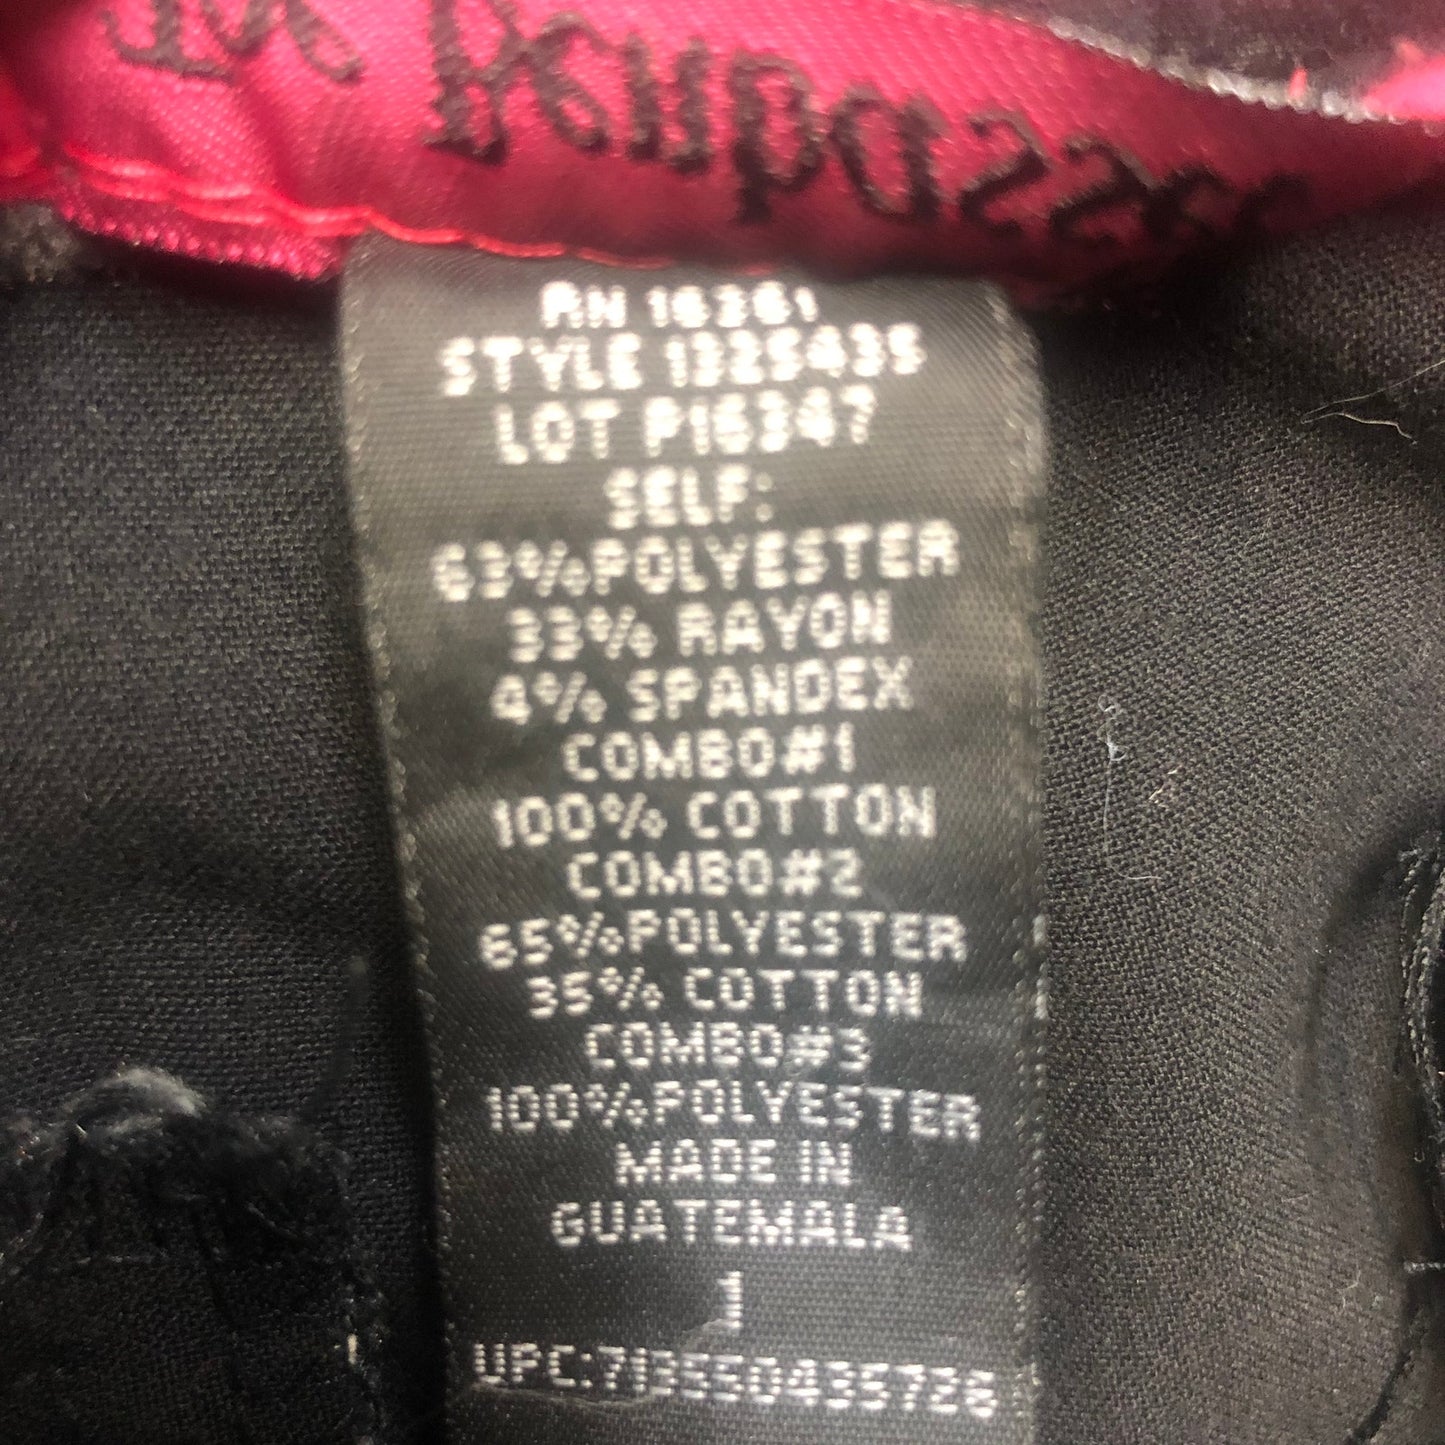 RN 16361
STYLE 1325435
LOT P16347
SELF:
63%POLYESTER
33% RAYON
4% SPANDEX
COMBO#1
100% COTTON
COMBO#2
65%POLYESTER
35% COTTON
COMBO#3
100%POLYESTER
MADE IN
GUATEMALA
1
UPC:713550435726